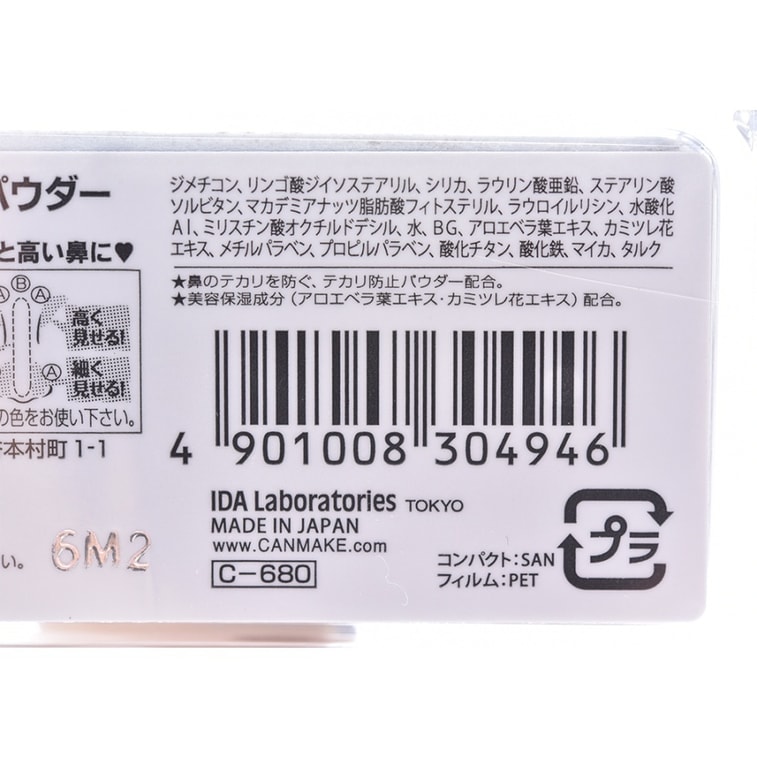 パウダー
と高い鼻に♥
A B A
高く
見せる!
A
細く
見せる!
の色をお使い下さい。
本村町 1-1
い。 6M2
ジメチコン、リンゴ酸ジイソステアリル、シリカ、ラウリン酸亜鉛、ステアリン酸
ソルビタン、マカデミアナッツ脂肪酸フィトステリル、ラウロイルリシン、水酸化
Al、ミリスチン酸オクチルドデシル、水、BG、アロエベラ葉エキス、カミツレ花
エキス、メチルパラベン、プロピルパラベン、酸化チタン、酸化鉄、マイカ、タルク
★鼻のテカリを防ぐ、テカリ防止パウダー配合。
★美容保湿成分（アロエベラ葉エキス・カミツレ花エキス）配合。
4 901008 304946
IDA Laboratories TOKYO
MADE IN JAPAN
www.CANMAKE.com
C-680
プラ
コンパクト:SAN
フィルム:PET